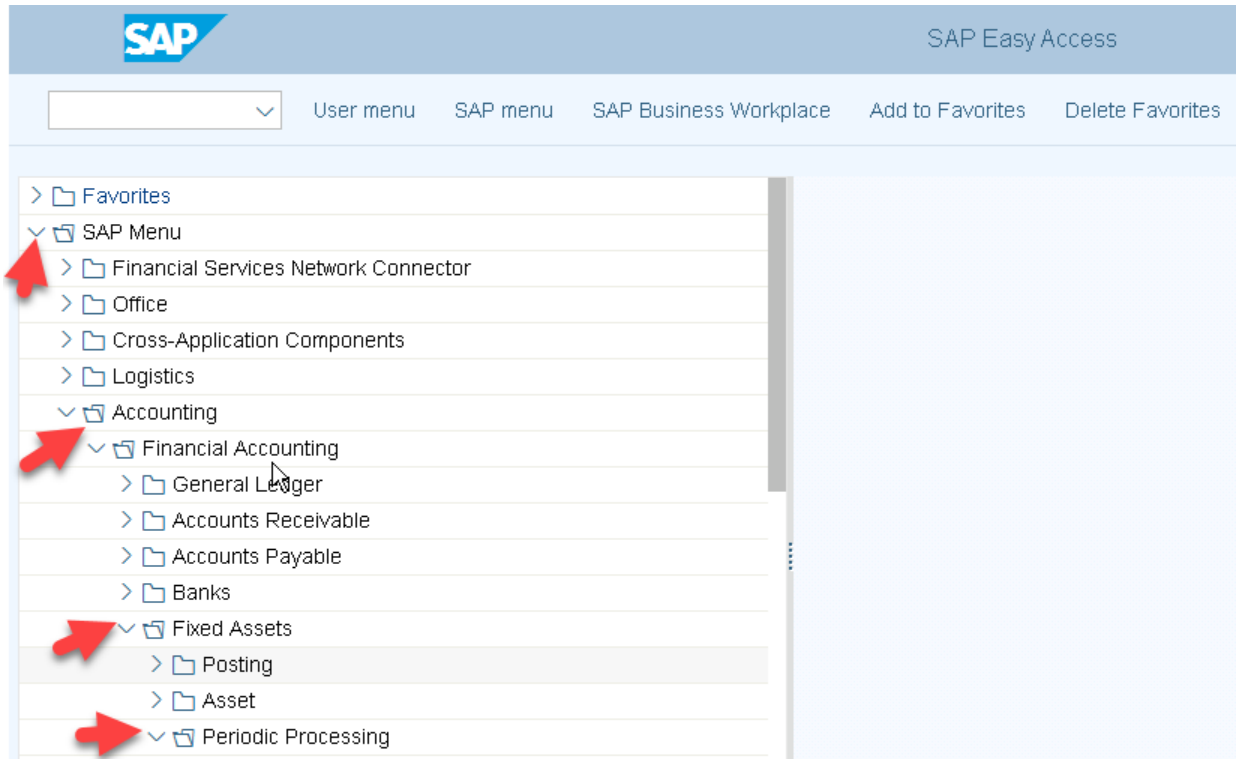 SAP
SAP Easy Access
User menu SAP menu SAP Business Workplace Add to Favorites Delete Favorites
Favorites
SAP Menu
Financial Services Network Connector
Office
Cross-Application Components
Logistics
Accounting
Financial Accounting
General Ledger
Accounts Receivable
Accounts Payable
Banks
Fixed Assets
Posting
Asset
Periodic Processing